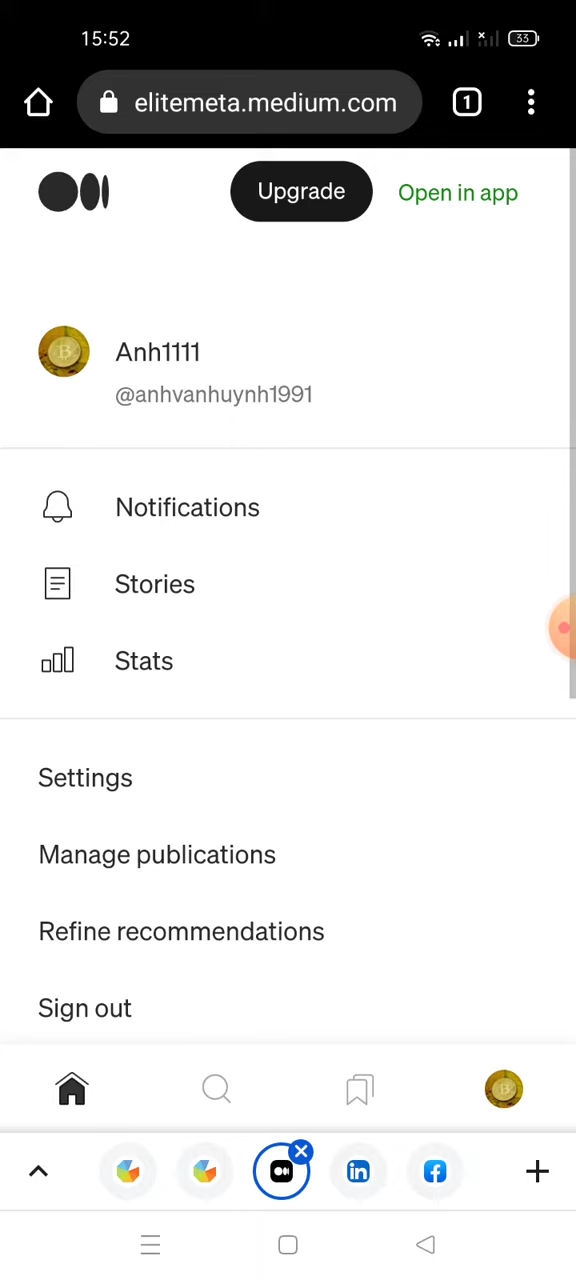 15:52
33
elitemeta.medium.com
1
Upgrade
Open in app
Anh1111
@anhvanhuynh1991
Notifications
Stories
Stats
Settings
Manage publications
Refine recommendations
Sign out
in
f